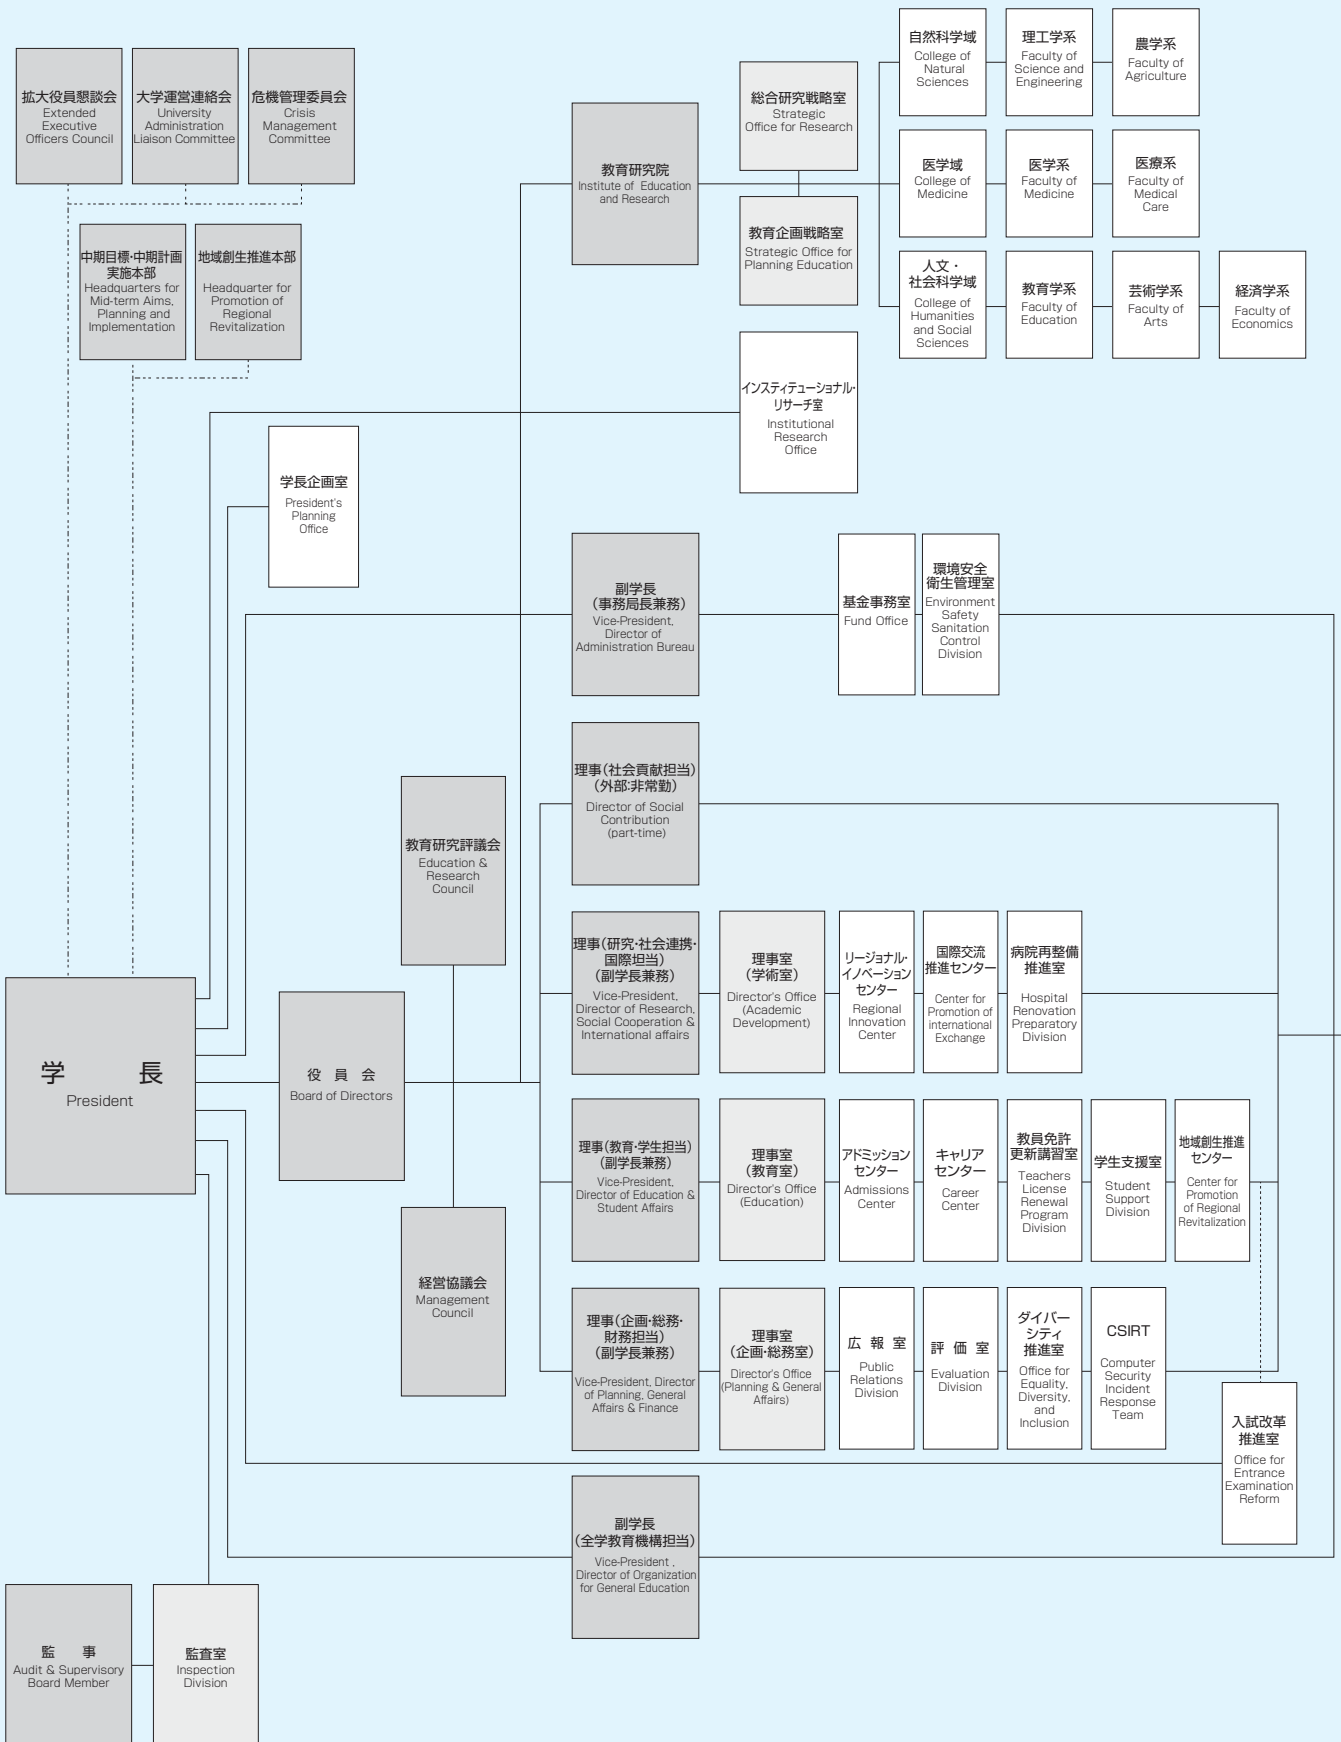 拡大役員懇談会
Extended
Executive
Officers Council
大学運営連絡会
University
Administration
Liaison Committee
危機管理委員会
Crisis
Management
Committee
中期目標・中期計画
実施本部
Headquarters for
Mid-term Aims,
Planning and
Implementation
地域創生推進本部
Headquarter for
Promotion of
Regional
Revitalization
教育研究院
Institute of Education
and Research
総合研究戦略室
Strategic
Office for Research
教育企画戦略室
Strategic Office for
Planning Education
自然科学域
College of
Natural
Sciences
理工学系
Faculty of
Science and
Engineering
農学系
Faculty of
Agriculture
医学域
College of
Medicine
医学系
Faculty of
Medicine
医療系
Faculty of
Medical
Care
人文・
社会科学域
College of
Humanities
and Social
Sciences
教育学系
Faculty of
Education
芸術学系
Faculty of
Arts
経済学系
Faculty of
Economics
インスティテューショナル・
リサーチ室
Institutional
Research
Office
学長企画室
President's
Planning
Office
副学長
（事務局長兼務）
Vice-President,
Director of
Administration Bureau
基金事務室
Fund Office
環境安全
衛生管理室
Environment
Safety
Sanitation
Control
Division
理事（社会貢献担当）
（外部:非常勤）
Director of Social
Contribution
(part-time)
教育研究評議会
Education &
Research
Council
理事（研究・社会連携・
国際担当）
（副学長兼務）
Vice-President,
Director of Research,
Social Cooperation &
International affairs
理事室
（学術室）
Director's Office
(Academic
Development)
リージョナル・
イノベーション
センター
Regional
Innovation
Center
国際交流
推進センター
Center for
Promotion of
international
Exchange
病院再整備
推進室
Hospital
Renovation
Preparatory
Division
学　長
President
役 員 会
Board of Directors
理事（教育・学生担当）
（副学長兼務）
Vice-President,
Director of Education &
Student Affairs
理事室
（教育室）
Director's Office
(Education)
アドミッション
センター
Admissions
Center
キャリア
センター
Career
Center
教員免許
更新講習室
Teachers
License
Renewal
Program
Division
学生支援室
Student
Support
Division
地域創生推進
センター
Center for
Promotion
of Regional
Revitalization
経営協議会
Management
Council
理事（企画・総務・
財務担当）
（副学長兼務）
Vice-President, Director
of Planning, General
Affairs & Finance
理事室
（企画・総務室）
Director's Office
(Planning & General
Affairs)
広 報 室
Public
Relations
Division
評 価 室
Evaluation
Division
ダイバー
シティ
推進室
Office for
Equality,
Diversity,
and
Inclusion
CSIRT
Computer
Security
Incident
Response
Team
入試改革
推進室
Office for
Entrance
Examination
Reform
副学長
（全学教育機構担当）
Vice-President ,
Director of Organization
for General Education
監　事
Audit & Supervisory
Board Member
監査室
Inspection
Division